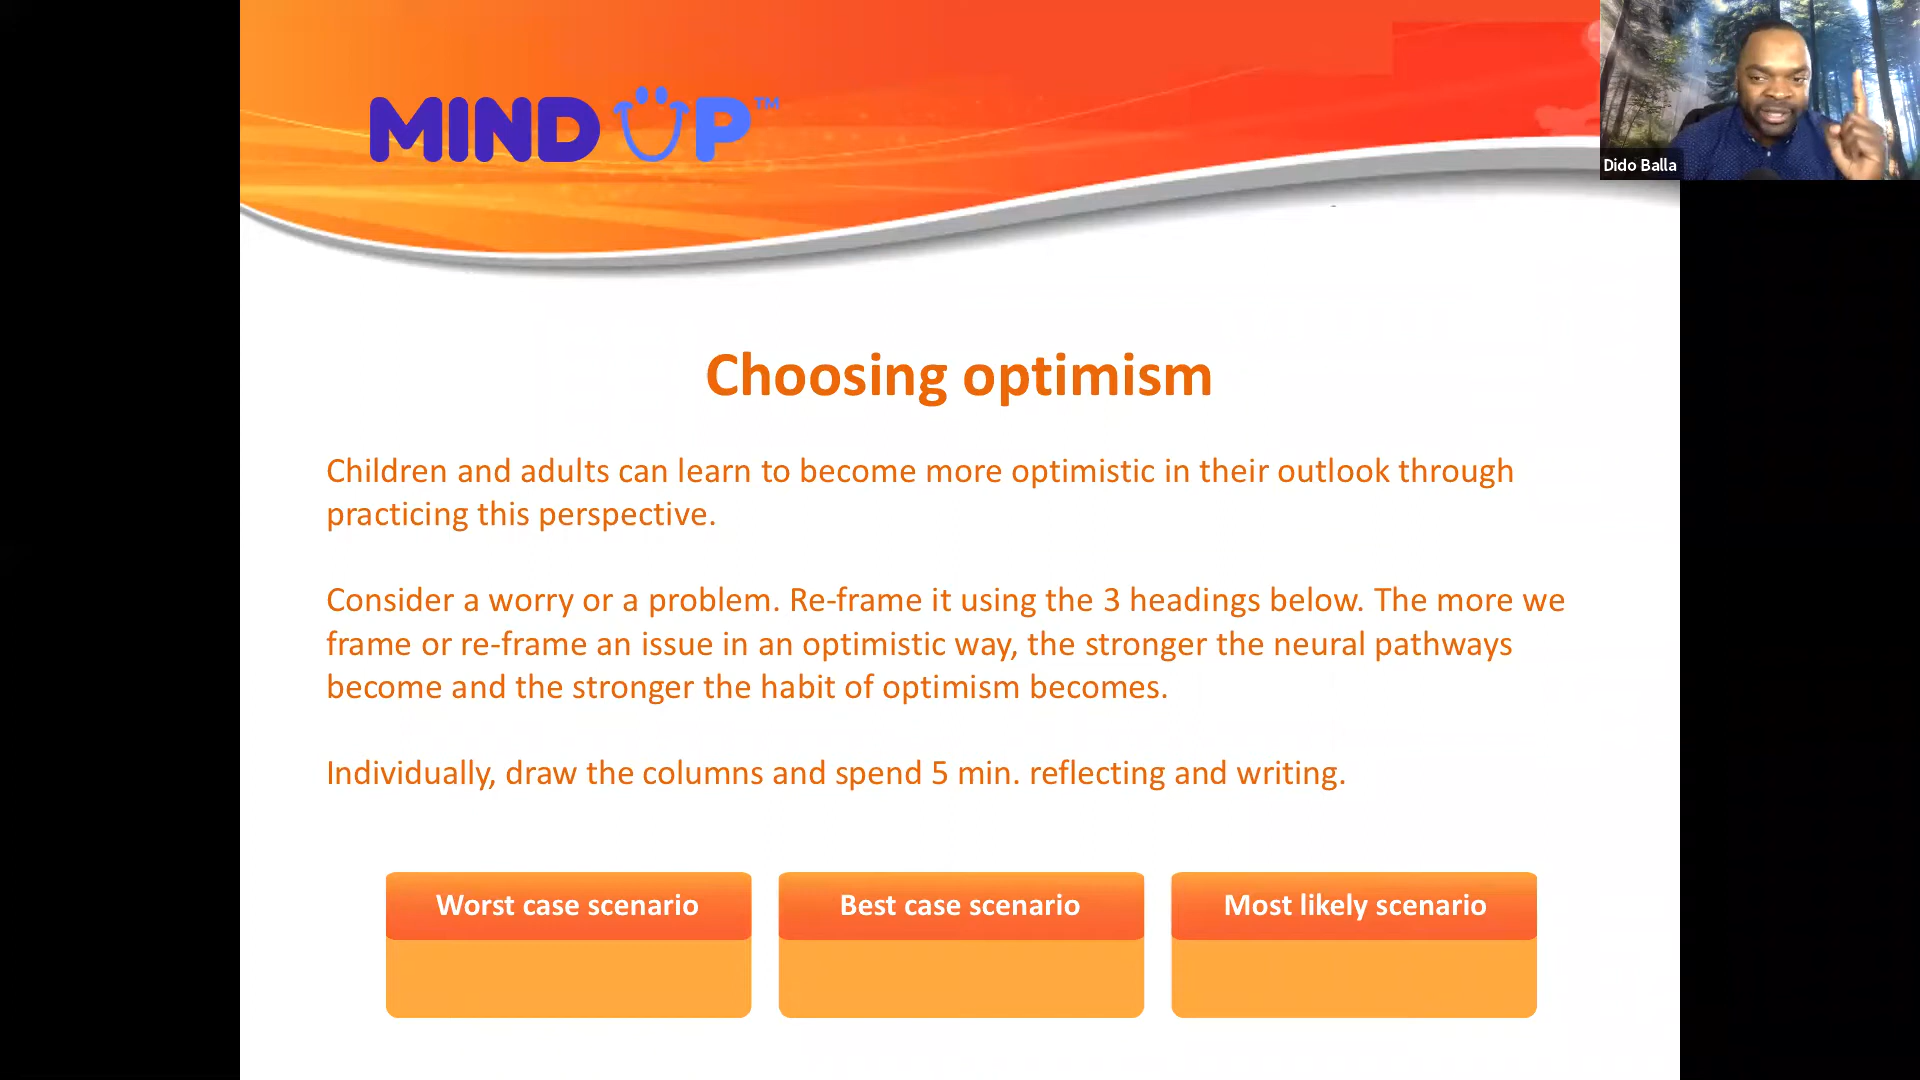 MIND UP™
Dido Balla
Choosing optimism
Children and adults can learn to become more optimistic in their outlook through
practicing this perspective.
Consider a worry or a problem. Re-frame it using the 3 headings below. The more we
frame or re-frame an issue in an optimistic way, the stronger the neural pathways
become and the stronger the habit of optimism becomes.
Individually, draw the columns and spend 5 min. reflecting and writing.
Worst case scenario
Best case scenario
Most likely scenario